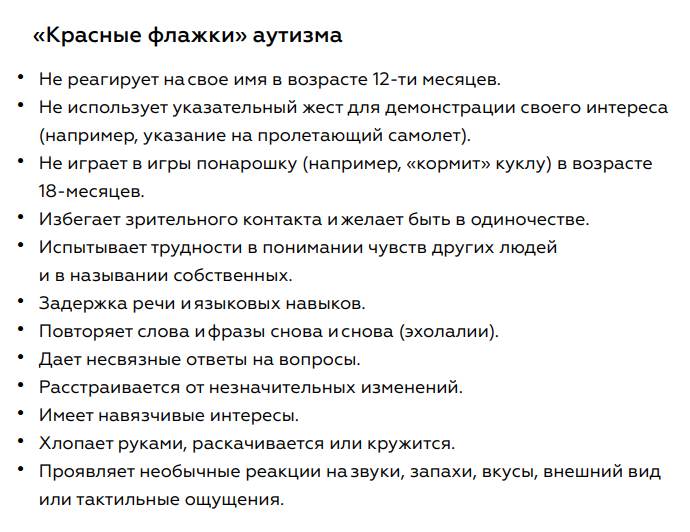 «Красные флажки» аутизма
• Не реагирует на свое имя в возрасте 12-ти месяцев.
• Не использует указательный жест для демонстрации своего интереса
(например, указание на пролетающий самолет).
• Не играет в игры понарошку (например, «кормит» куклу) в возрасте
18-месяцев.
• Избегает зрительного контакта и желает быть в одиночестве.
• Испытывает трудности в понимании чувств других людей
и в назывании собственных.
• Задержка речи и языковых навыков.
• Повторяет слова и фразы снова и снова (эхолалии).
• Дает несвязные ответы на вопросы.
• Расстраивается от незначительных изменений.
• Имеет навязчивые интересы.
• Хлопает руками, раскачивается или кружится.
• Проявляет необычные реакции на звуки, запахи, вкусы, внешний вид
или тактильные ощущения.